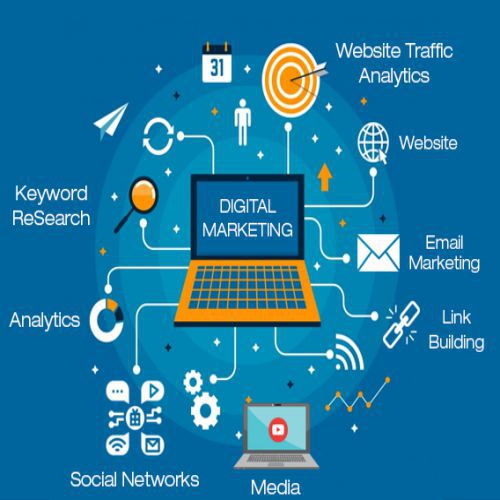 31
Website Traffic
Analytics
Website
Keyword
ReSearch
DIGITAL
MARKETING
Email
Marketing
Analytics
Link
Building
Social Networks
Media